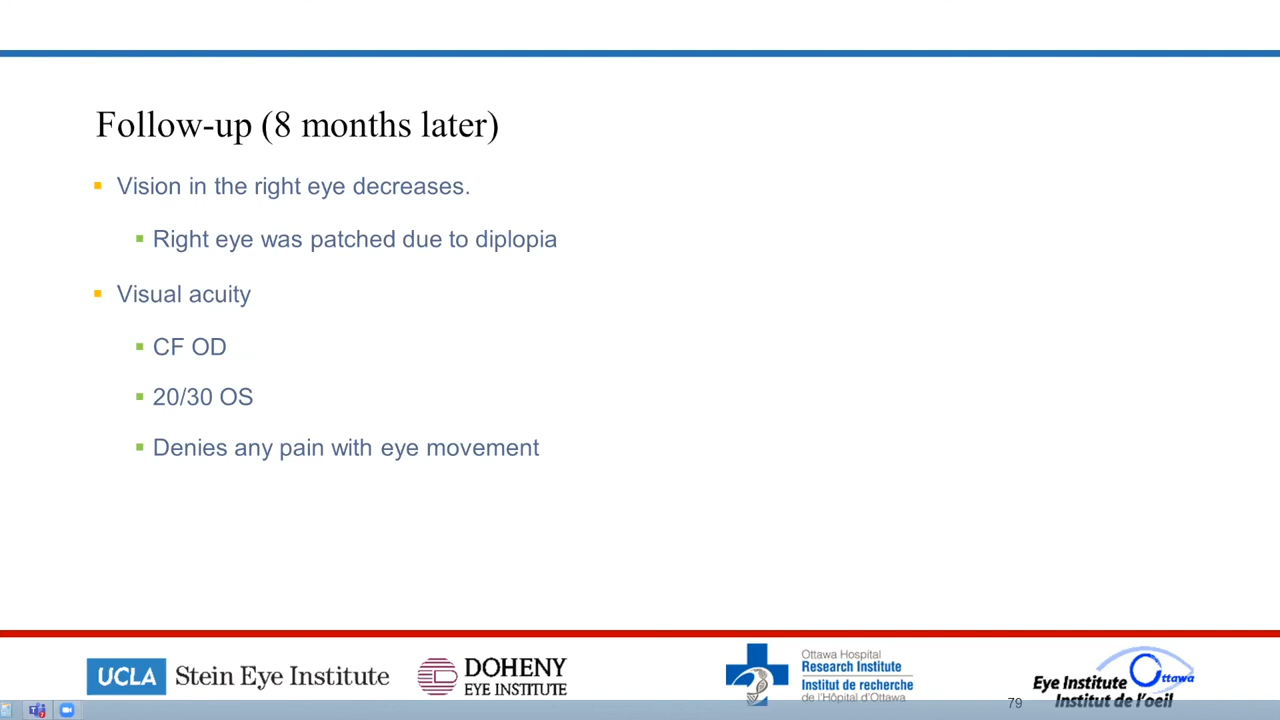 Follow-up (8 months later)
Vision in the right eye decreases.
Right eye was patched due to diplopia
Visual acuity
CF OD
20/30 OS
Denies any pain with eye movement
UCLA Stein Eye Institute
DOHENY
EYE INSTITUTE
Ottawa Hospital
Research Institute
Institut de recherche
de l'Hôpital d'Ottawa
79
Eye Institute Ottawa
Institut de l'oeil